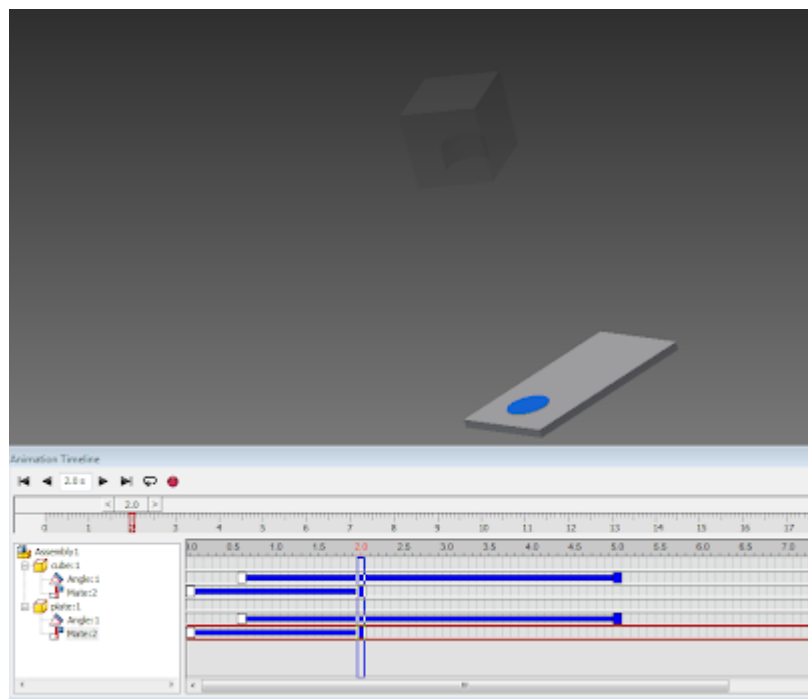 Animation Timeline
2.0 s
< 2.0 >
0 1 2 3 4 5 6 7 8 9 10 11 12 13 14 15 16 17
Assembly1
0.0 0.5 1.0 1.5 2.0 2.5 3.0 3.5 4.0 4.5 5.0 5.5 6.0 6.5 7.0
cube:1
Angle:1
Mate:2
plate:1
Angle:1
Mate:2